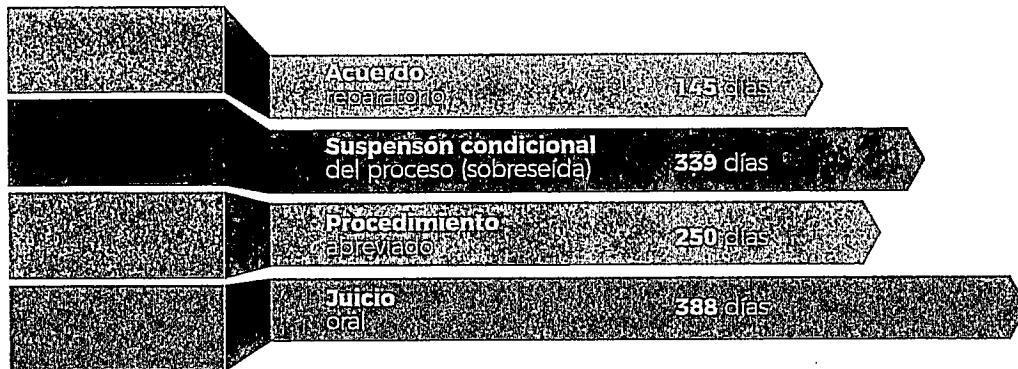 Acuerdo
reparatorio
145 días
Suspensón condicional
del proceso (sobreseída)
339 días
Procedimiento
abreviado
250 días
Juicio
oral
388 días